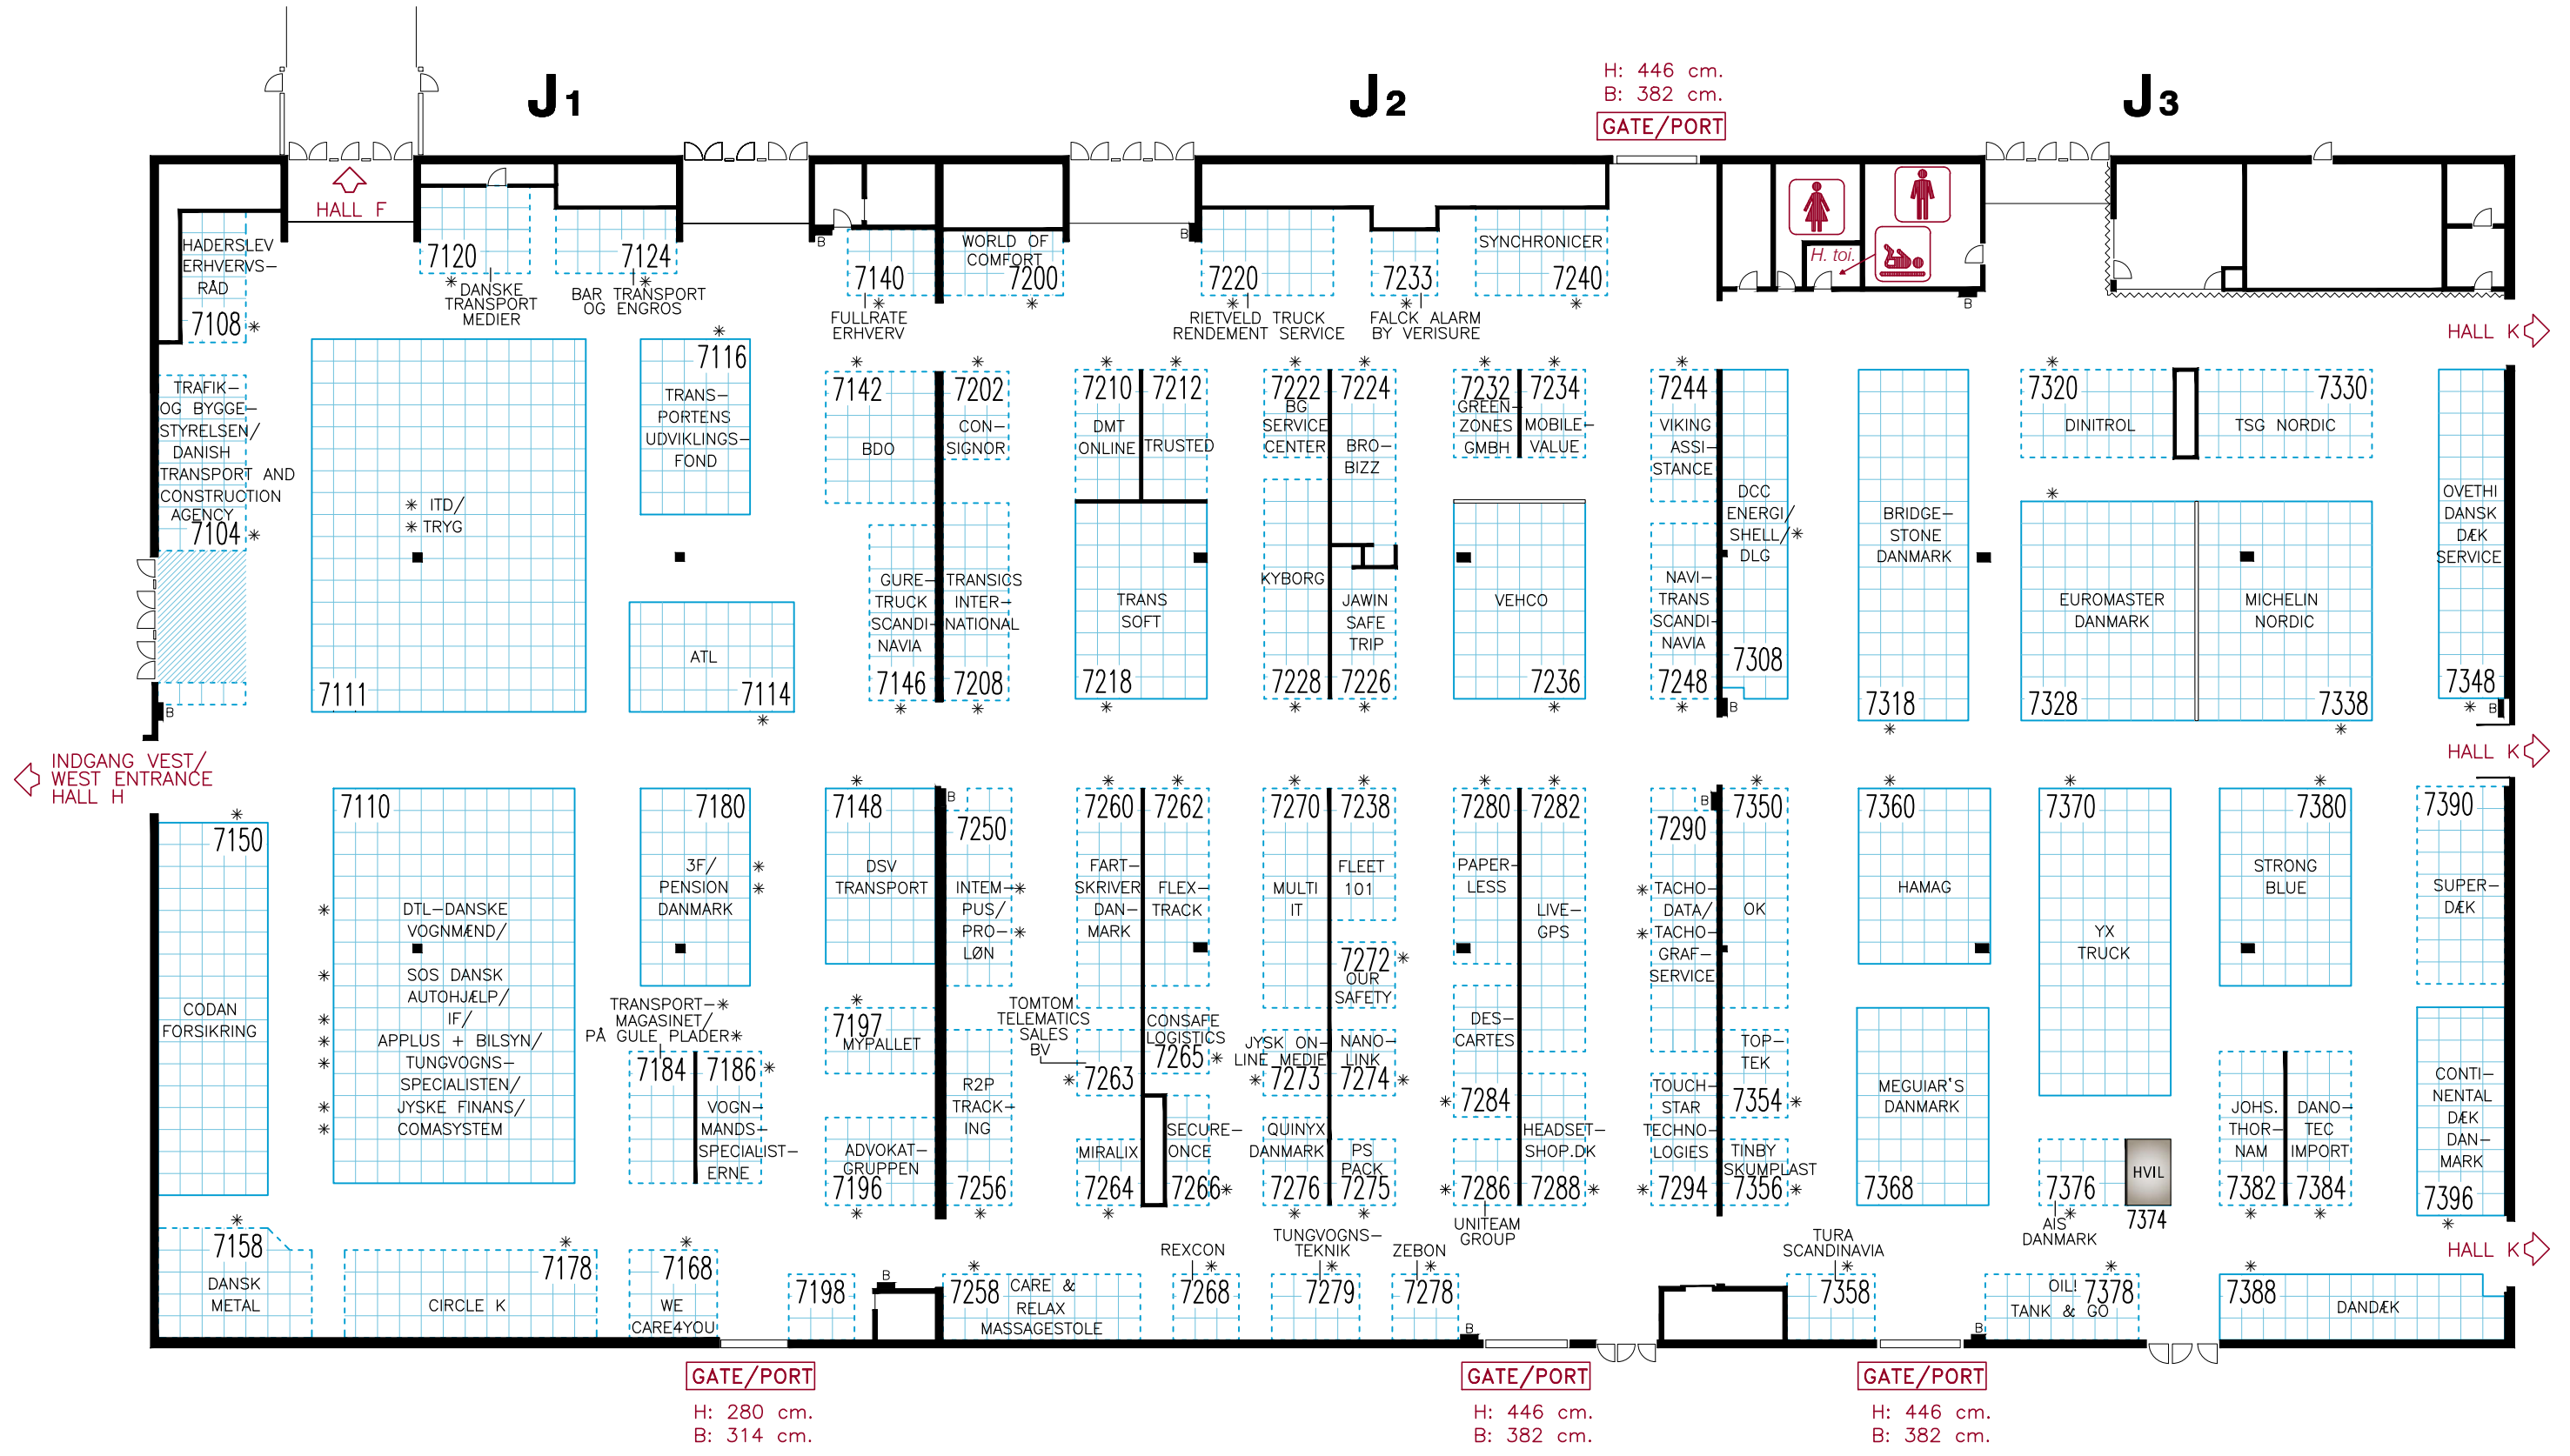 J1
J2
J3
H: 446 cm.
B: 382 cm.
GATE/PORT
HALL F
H. toi.
HADERSLEV
ERHVERVS-
RÅD
7108 *
7120
* DANSKE
TRANSPORT
MEDIER
7124
*
BAR TRANSPORT
OG ENGROS
7140
*
FULLRATE
ERHVERV
B
WORLD OF
COMFORT
7200
*
B
7220
*
RIETVELD TRUCK
RENDEMENT SERVICE
7233
*
FALCK ALARM
BY VERISURE
SYNCHRONICER
7240
*
B
HALL K
TRAFIK-
OG BYGGE-
STYRELSEN/
DANISH
TRANSPORT AND
CONSTRUCTION
AGENCY
7104 *
B
* ITD/
* TRYG
7111
*
7116
TRANS-
PORTENS
UDVIKLINGS-
FOND
ATL
7114
*
*
7142
BDO
GURE-
TRUCK
SCANDI-
NAVIA
7146
*
*
7202
CON-
SIGNOR
TRANSICS
INTER-
NATIONAL
7208
*
*
7210
DMT
ONLINE
*
7212
TRUSTED
TRANS
SOFT
7218
*
*
7222
BG
SERVICE
CENTER
KYBORG
7228
*
*
7224
BRO-
BIZZ
JAWIN
SAFE
TRIP
7226
*
*
7232
GREEN-
ZONES
GMBH
*
7234
MOBILE-
VALUE
VEHCO
7236
*
*
7244
VIKING
ASSI-
STANCE
NAVI-
TRANS
SCANDI-
NAVIA
7248
*
DCC
ENERGI/
SHELL/*
DLG
7308
B
BRIDGE-
STONE
DANMARK
7318
*
*
7320
DINITROL
7330
TSG NORDIC
*
EUROMASTER
DANMARK
7328
MICHELIN
NORDIC
7338
*
OVETHI
DANSK
DÆK
SERVICE
7348
*
B
INDGANG VEST/
WEST ENTRANCE
HALL H
HALL K
*
7150
CODAN
FORSIKRING
7110
* DTL-DANSKE
VOGNMÆND/
* SOS DANSK
AUTOHJÆLP/
* IF/
* APPLUS + BILSYN/
* TUNGVOGNS-
SPECIALISTEN/
* JYSKE FINANS/
* COMASYSTEM
7180
3F/ *
PENSION *
DANMARK
TRANSPORT-*
MAGASINET/
PÅ GULE PLADER*
7184
7186 *
VOGN-
MANDS-
SPECIALIST-
ERNE
*
7148
DSV
TRANSPORT
*
7197
MYPALLET
ADVOKAT-
GRUPPEN
7196
*
B
7250
INTEM-*
PUS/
PRO-*
LØN
R2P
TRACK-
ING
7256
*
*
7260
FART-
SKRIVER
DAN-
MARK
*
7262
FLEX-
TRACK
TOMTOM
TELEMATICS
SALES
BV
* 7263
CONSAFE
LOGISTICS
7265 *
MIRALIX
7264
*
SECURE-
ONCE
7266*
*
7270
MULTI
IT
JYSK ON-
LINE MEDIE
* 7273
QUINYX
DANMARK
7276
*
*
7238
FLEET
101
7272 *
OUR
SAFETY
NANO-
LINK
7274 *
PS
PACK
7275
*
*
7280
PAPER-
LESS
DES-
CARTES
* 7284
* 7286
UNITEAM
GROUP
*
7282
LIVE-
GPS
HEADSET-
SHOP.DK
7288 *
B
7290
* TACHO-
DATA/
* TACHO-
GRAF-
SERVICE
TOUCH-
STAR
TECHNO-
LOGIES
* 7294
*
7350
OK
TOP-
TEK
7354 *
TINBY
SKUMPLAST
7356 *
*
7360
HAMAG
MEGUIAR'S
DANMARK
7368
*
7370
YX
TRUCK
7376
*
AIS
DANMARK
HVIL
7374
*
7380
STRONG
BLUE
JOHS.
THOR-
NAM
7382
*
DANO-
TEC
IMPORT
7384
*
7390
SUPER-
DÆK
CONTI-
NENTAL
DÆK
DAN-
MARK
7396
*
HALL K
*
7158
DANSK
METAL
*
7178
CIRCLE K
*
7168
WE
CARE4YOU
7198
B
*
7258
CARE &
RELAX
MASSAGESTOLE
REXCON
*
7268
TUNGVOGNS-
TEKNIK
*
7279
ZEBON
*
7278
B
TURA
SCANDINAVIA
*
7358
B
*
OIL!
7378
TANK & GO
*
7388
DANDÆK
GATE/PORT
H: 280 cm.
B: 314 cm.
GATE/PORT
H: 446 cm.
B: 382 cm.
GATE/PORT
H: 446 cm.
B: 382 cm.